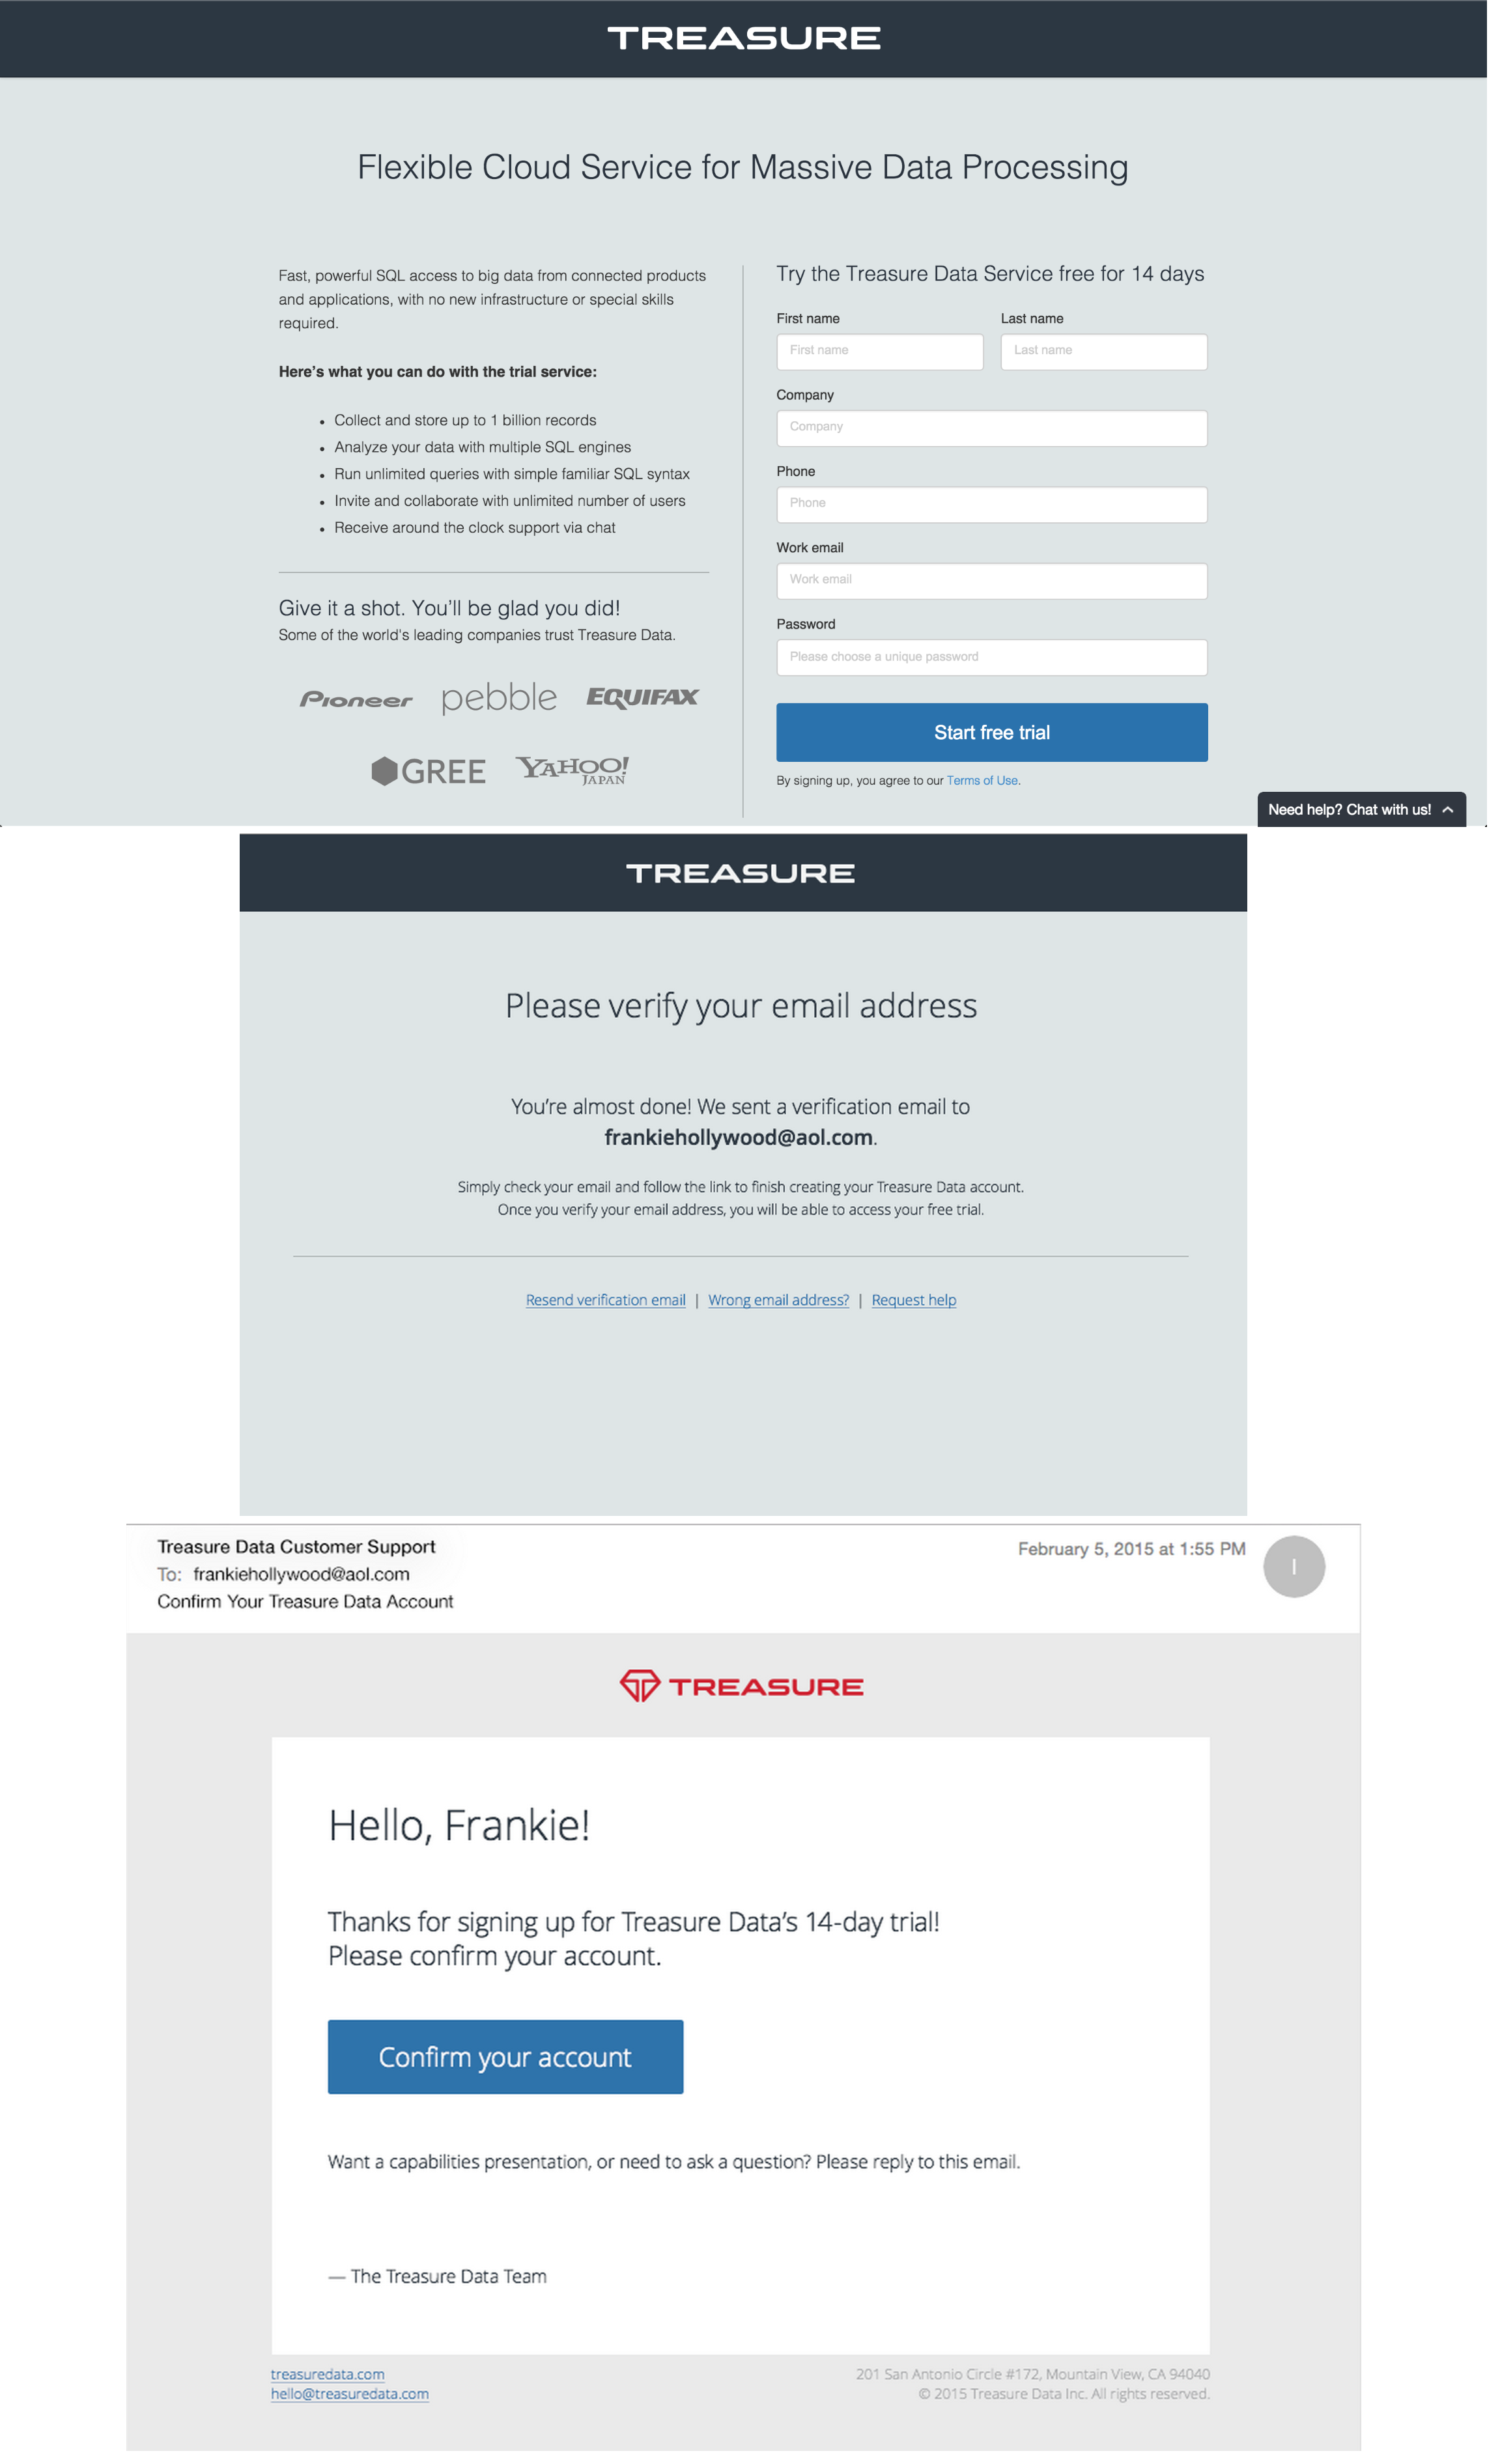 TREASURE
Flexible Cloud Service for Massive Data Processing
Fast, powerful SQL access to big data from connected products
and applications, with no new infrastructure or special skills
required.
Here's what you can do with the trial service:
• Collect and store up to 1 billion records
• Analyze your data with multiple SQL engines
• Run unlimited queries with simple familiar SQL syntax
• Invite and collaborate with unlimited number of users
• Receive around the clock support via chat
Give it a shot. You'll be glad you did!
Some of the world's leading companies trust Treasure Data.
Pioneer pebble EQUIFAX
GREE YAHOO! JAPAN
Try the Treasure Data Service free for 14 days
First name Last name
First name Last name
Company
Company
Phone
Phone
Work email
Work email
Password
Please choose a unique password
Start free trial
By signing up, you agree to our Terms of Use.
Need help? Chat with us!
TREASURE
Please verify your email address
You're almost done! We sent a verification email to
frankiehollywood@aol.com.
Simply check your email and follow the link to finish creating your Treasure Data account.
Once you verify your email address, you will be able to access your free trial.
Resend verification email | Wrong email address? | Request help
Treasure Data Customer Support
February 5, 2015 at 1:55 PM
I
To: frankiehollywood@aol.com
Confirm Your Treasure Data Account
TREASURE
Hello, Frankie!
Thanks for signing up for Treasure Data's 14-day trial!
Please confirm your account.
Confirm your account
Want a capabilities presentation, or need to ask a question? Please reply to this email.
— The Treasure Data Team
treasuredata.com
hello@treasuredata.com
201 San Antonio Circle #172, Mountain View, CA 94040
© 2015 Treasure Data Inc. All rights reserved.